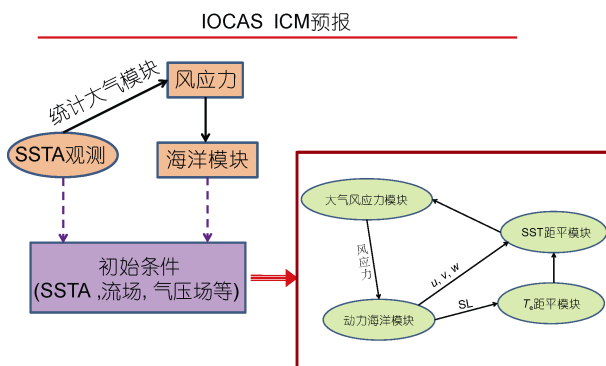 IOCAS ICM预报
统计大气模块
风应力
SSTA观测
海洋模块
初始条件
(SSTA ,流场, 气压场等)
大气风应力模块
风应力
SST距平模块
u, v, w
动力海洋模块
SL
Te距平模块